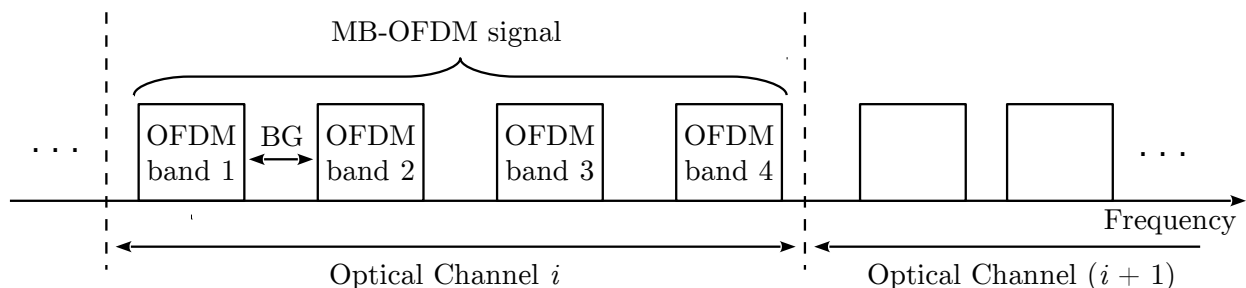 MB-OFDM signal
OFDM band 1
BG
OFDM band 2
OFDM band 3
OFDM band 4
. . .
. . .
Frequency
Optical Channel i
Optical Channel (i + 1)